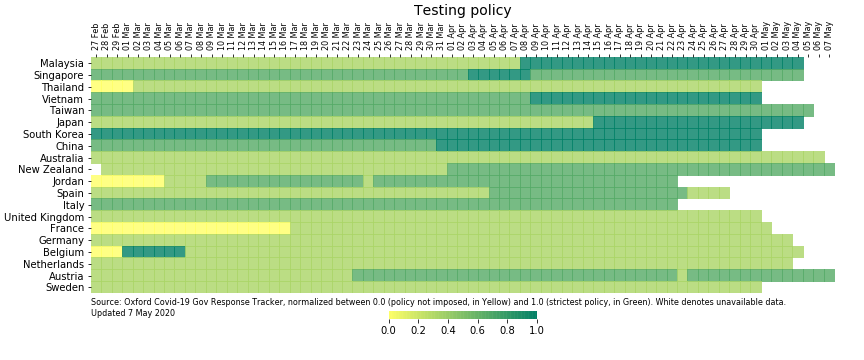 Testing policy
27 Feb
28 Feb
29 Feb
01 Mar
02 Mar
03 Mar
04 Mar
05 Mar
06 Mar
07 Mar
08 Mar
09 Mar
10 Mar
11 Mar
12 Mar
13 Mar
14 Mar
15 Mar
16 Mar
17 Mar
18 Mar
19 Mar
20 Mar
21 Mar
22 Mar
23 Mar
24 Mar
25 Mar
26 Mar
27 Mar
28 Mar
29 Mar
30 Mar
31 Mar
01 Apr
02 Apr
03 Apr
04 Apr
05 Apr
06 Apr
07 Apr
08 Apr
09 Apr
10 Apr
11 Apr
12 Apr
13 Apr
14 Apr
15 Apr
16 Apr
17 Apr
18 Apr
19 Apr
20 Apr
21 Apr
22 Apr
23 Apr
24 Apr
25 Apr
26 Apr
27 Apr
28 Apr
29 Apr
30 Apr
01 May
02 May
03 May
04 May
05 May
06 May
07 May
Malaysia
Singapore
Thailand
Vietnam
Taiwan
Japan
South Korea
China
Australia
New Zealand
Jordan
Spain
Italy
United Kingdom
France
Germany
Belgium
Netherlands
Austria
Sweden
Source: Oxford Covid-19 Gov Response Tracker, normalized between 0.0 (policy not imposed, in Yellow) and 1.0 (strictest policy, in Green). White denotes unavailable data.
Updated 7 May 2020
0.0 0.2 0.4 0.6 0.8 1.0